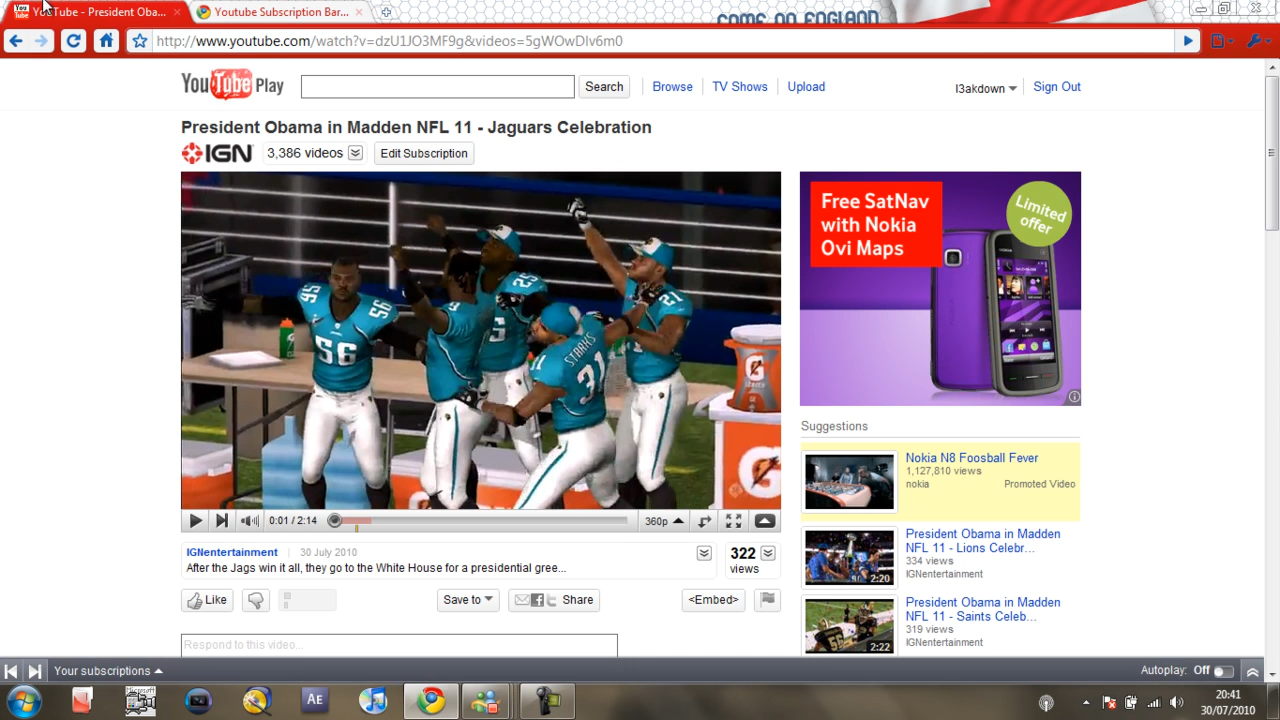 COME ON ENGLAND
YouTube - President Oba...
Youtube Subscription Bar...
http://www.youtube.com/watch?v=dzU1JO3MF9g&videos=5gWOwDIv6m0
YouTube Play
Search
Browse
TV Shows
Upload
l3akdown
Sign Out
President Obama in Madden NFL 11 - Jaguars Celebration
IGN
3,386 videos
Edit Subscription
56
56
25
21
STARKS
31
G
Free SatNav
with Nokia
Ovi Maps
Limited
offer
0:01 / 2:14
360p
Suggestions
Nokia N8 Foosball Fever
1,127,810 views
nokia
Promoted Video
President Obama in Madden
NFL 11 - Lions Celebr...
334 views
IGNentertainment
2:20
President Obama in Madden
NFL 11 - Saints Celeb...
319 views
IGNentertainment
2:22
IGNentertainment
30 July 2010
After the Jags win it all, they go to the White House for a presidential gree...
322
views
Like
Save to
Share
<Embed>
Respond to this video...
Your subscriptions
Autoplay: Off
Microsoft
AE
20:41
30/07/2010